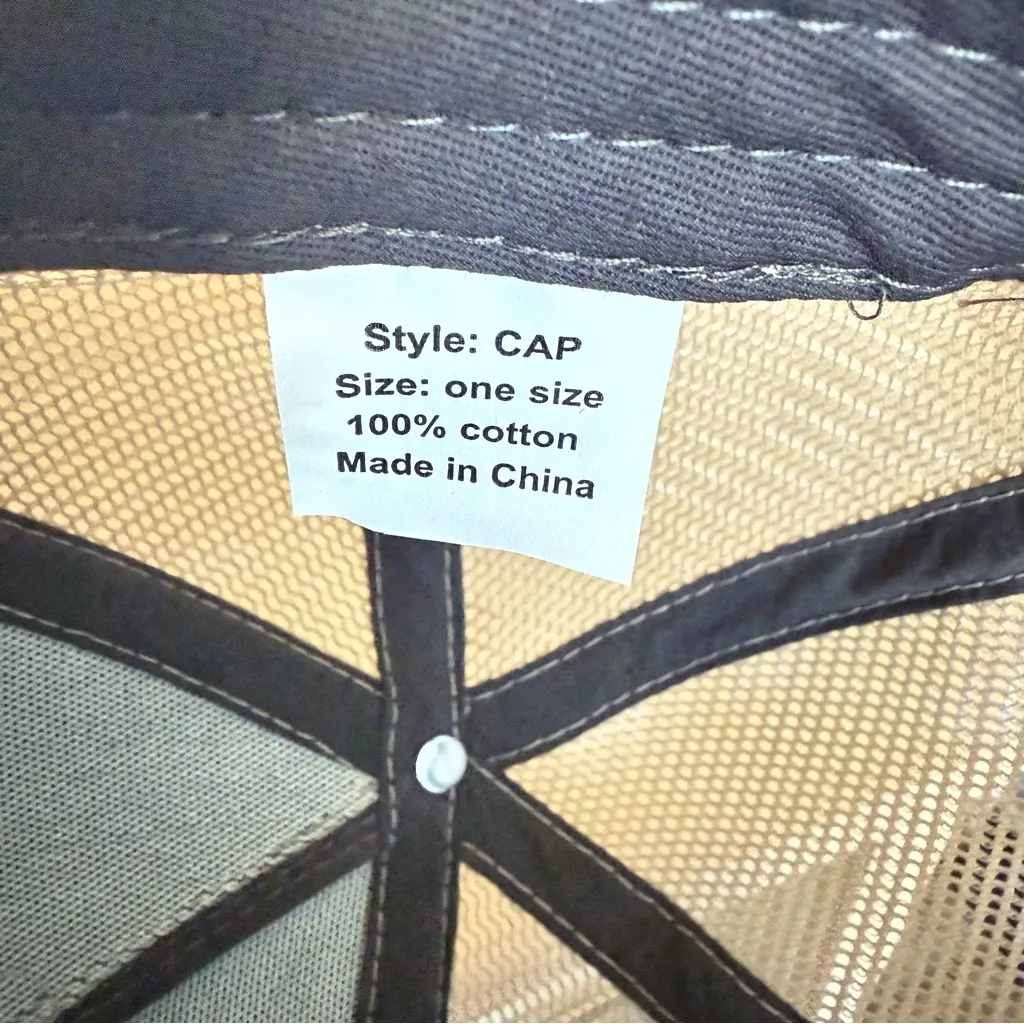 Style: CAP
Size: one size
100% cotton
Made in China